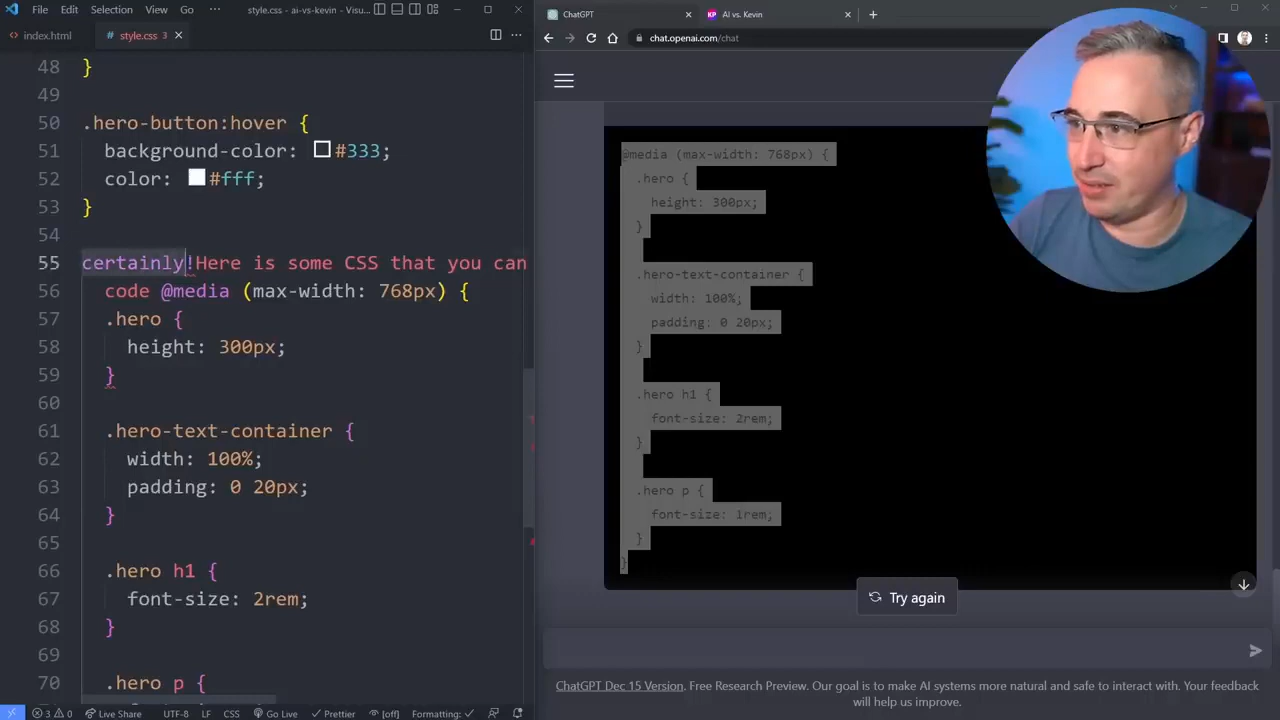 File Edit Selection View Go ··· style.css - ai-vs-kevin - Visu...
index.html style.css 3
48 }
49
50 .hero-button:hover {
51 background-color: #333;
52 color: #fff;
53 }
54
55 certainly!Here is some CSS that you can
56 code @media (max-width: 768px) {
57 .hero {
58 height: 300px;
59 }
60
61 .hero-text-container {
62 width: 100%;
63 padding: 0 20px;
64 }
65
66 .hero h1 {
67 font-size: 2rem;
68 }
69
70 .hero p {
3 0 Live Share UTF-8 LF CSS Go Live Prettier [off] Formatting:
ChatGPT AI vs. Kevin
chat.openai.com/chat
@media (max-width: 768px) {
.hero {
height: 300px;
}
.hero-text-container {
width: 100%;
padding: 0 20px;
}
.hero h1 {
font-size: 2rem;
}
.hero p {
font-size: 1rem;
}
}
Try again
ChatGPT Dec 15 Version. Free Research Preview. Our goal is to make AI systems more natural and safe to interact with. Your feedback
will help us improve.